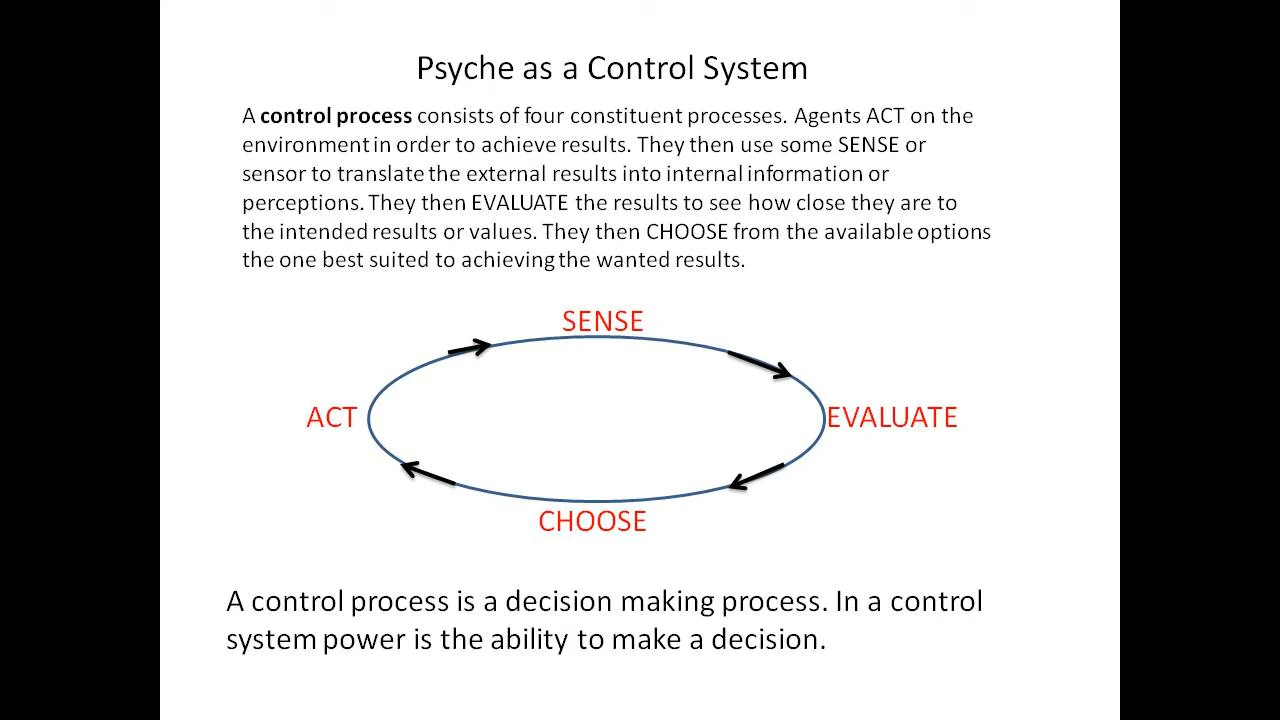 Psyche as a Control System
A control process consists of four constituent processes. Agents ACT on the
environment in order to achieve results. They then use some SENSE or
sensor to translate the external results into internal information or
perceptions. They then EVALUATE the results to see how close they are to
the intended results or values. They then CHOOSE from the available options
the one best suited to achieving the wanted results.
SENSE
ACT
EVALUATE
CHOOSE
A control process is a decision making process. In a control
system power is the ability to make a decision.